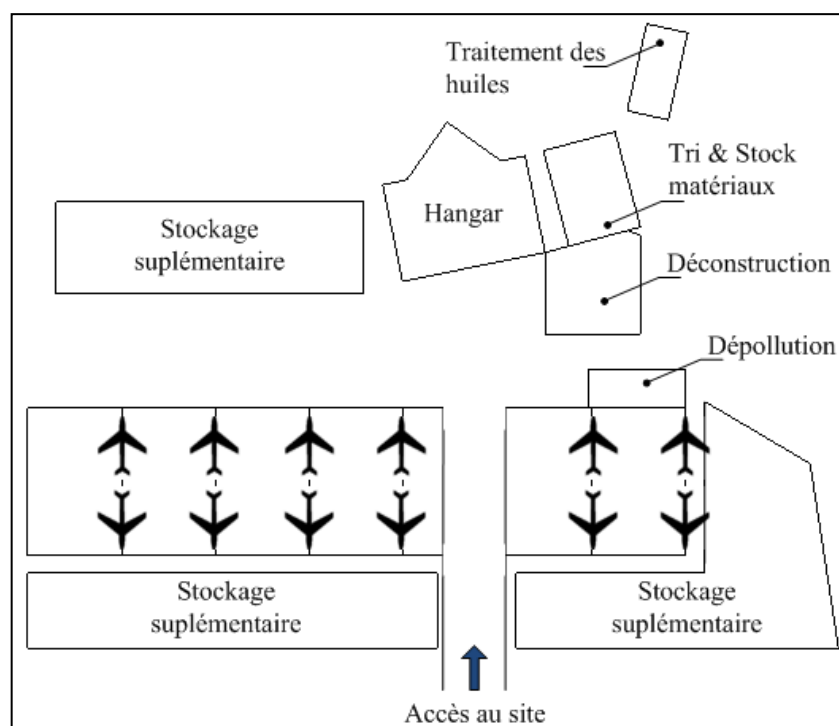 Traitement des
huiles
Tri & Stock
matériaux
Hangar
Stockage
suplémentaire
Déconstruction
Dépollution
Stockage
suplémentaire
Stockage
suplémentaire
Accès au site